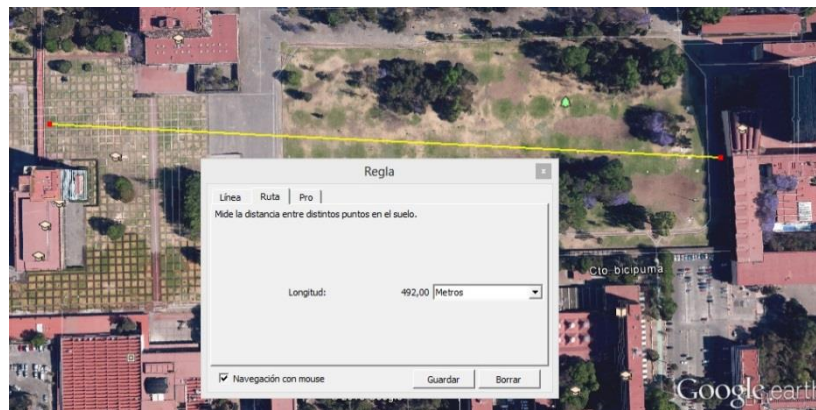 Regla
x
Línea Ruta Pro
Mide la distancia entre distintos puntos en el suelo.
Longitud: 492,00 Metros
Navegación con mouse Guardar Borrar
Cto bicipuma
Google earth